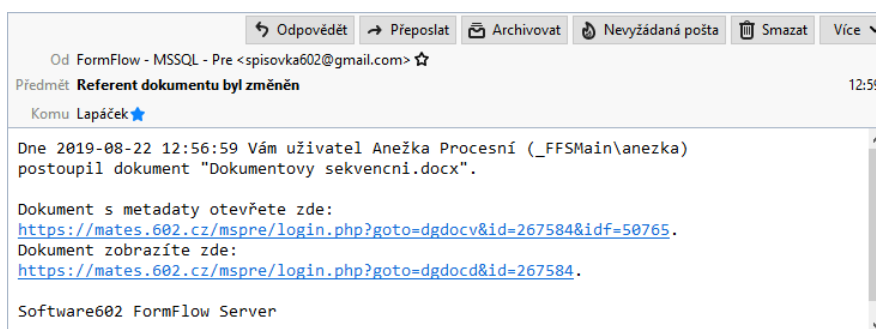 Odpovědět Přeposlat Archivovat Nevyžádaná pošta Smazat Více
Od FormFlow - MSSQL - Pre <spisovka602@gmail.com>
Předmět Referent dokumentu byl změněn 12:59
Komu Lapáček
Dne 2019-08-22 12:56:59 Vám uživatel Anežka Procesní (_FFSMain\anezka)
postoupil dokument "Dokumentovy sekvencni.docx".
Dokument s metadaty otevřete zde:
https://mates.602.cz/mspre/login.php?goto=dgdocv&id=267584&idf=50765.
Dokument zobrazíte zde:
https://mates.602.cz/mspre/login.php?goto=dgdocd&id=267584.
Software602 FormFlow Server